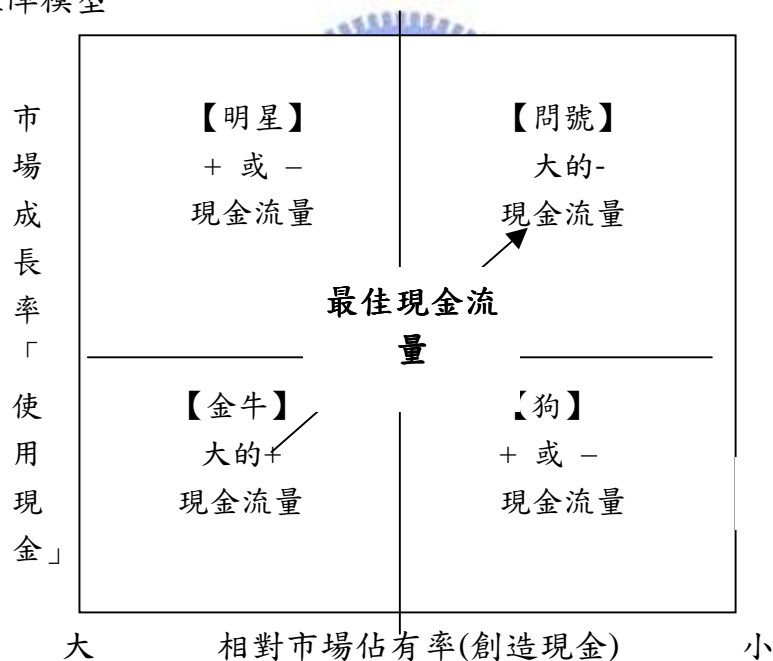 模型
市場成長率「使用現金」
【明星】
+ 或 –
現金流量
【問號】
大的-
現金流量
最佳現金流
量
【金牛】
大的+
現金流量
【狗】
+ 或 –
現金流量
大 相對市場佔有率(創造現金) 小